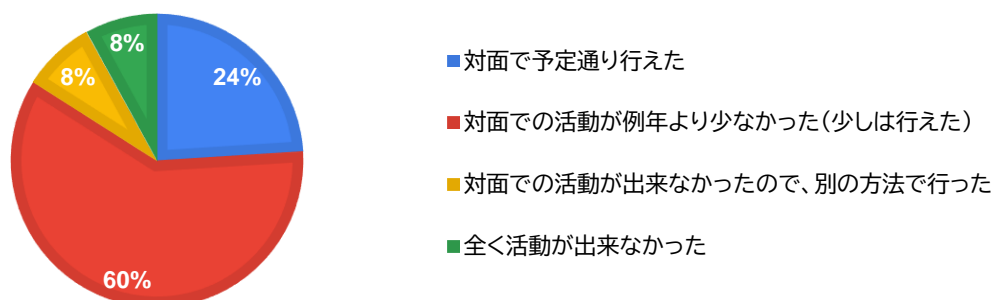 8%
8%
24%
60%
対面で予定通り行えた
対面での活動が例年より少なかった(少しは行えた)
対面での活動が出来なかったので、別の方法で行った
全く活動が出来なかった